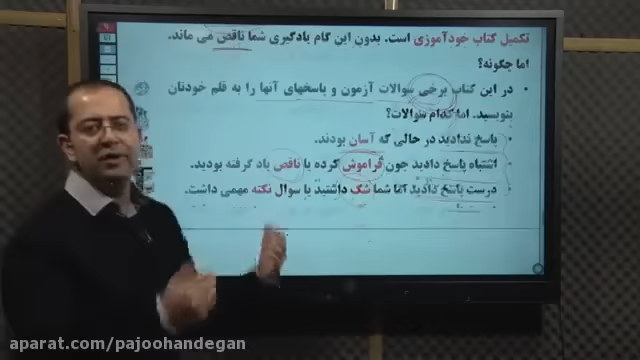 تکمیل کتاب خودآموزی است. بدون این گام یادگیری شما ناقص می ماند.
اما چگونه؟
• در این کتاب برخی سوالات آزمون و پاسخهای آنها را به قلم خودتان
بنویسید. اما کدام سوالات؟
پاسخ ندادید در حالی که آسان بودند.
اشتباه پاسخ دادید چون فراموش کرده یا ناقص یاد گرفته بودید.
درست پاسخ دادید اما شما شک داشتید یا سوال نکته مهمی داشت.
aparat.com/pajoohandegan